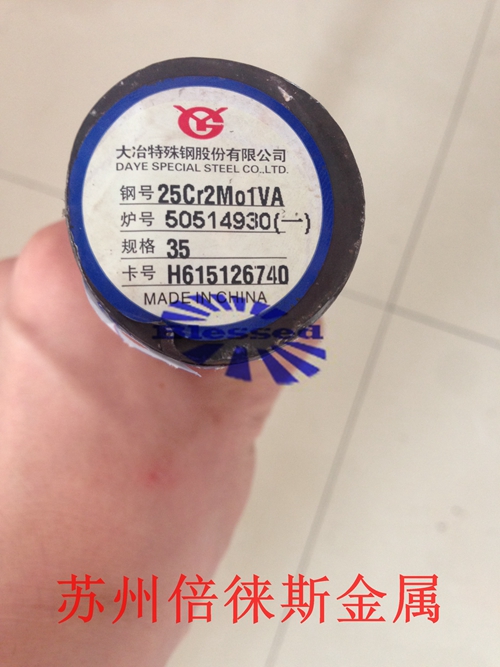 大冶特殊钢股份有限公司
DAYE SPECIAL STEEL CO.,LTD.
钢号 25Cr2Mo1VA
炉号 50514930(一)
规格 35
卡号 H615126740
MADE IN CHINA
Blessed
苏州倍徕斯金属